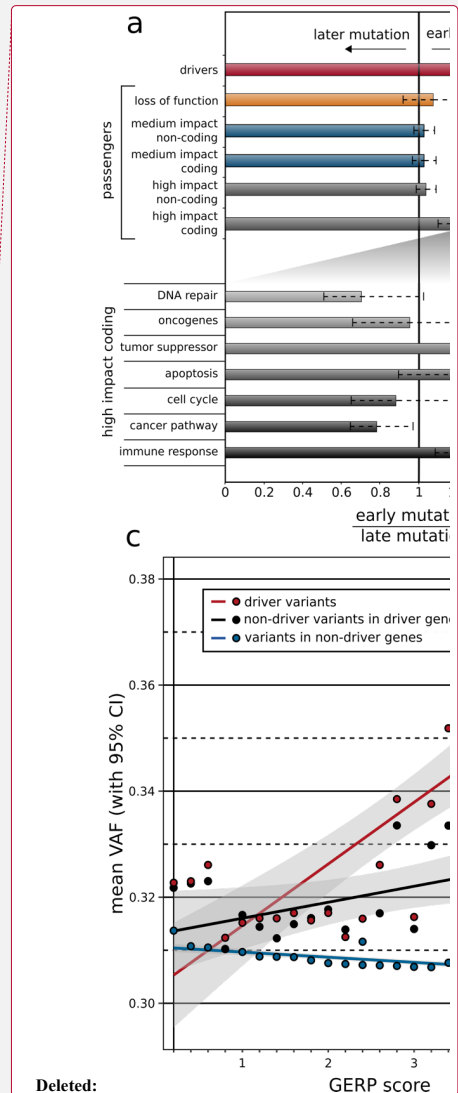 a
later mutation
drivers
passengers
loss of function
medium impact
non-coding
medium impact
coding
high impact
non-coding
high impact
coding
high impact coding
DNA repair
oncogenes
tumor suppressor
apoptosis
cell cycle
cancer pathway
immune response
0 0.2 0.4 0.6 0.8 1
early
late
c
0.38
driver variants
non-driver variants in driver
variants in non-driver genes
0.36
mean VAF (with 95% CI)
0.34
0.32
0.30
1 2 3
Deleted:
GERP score